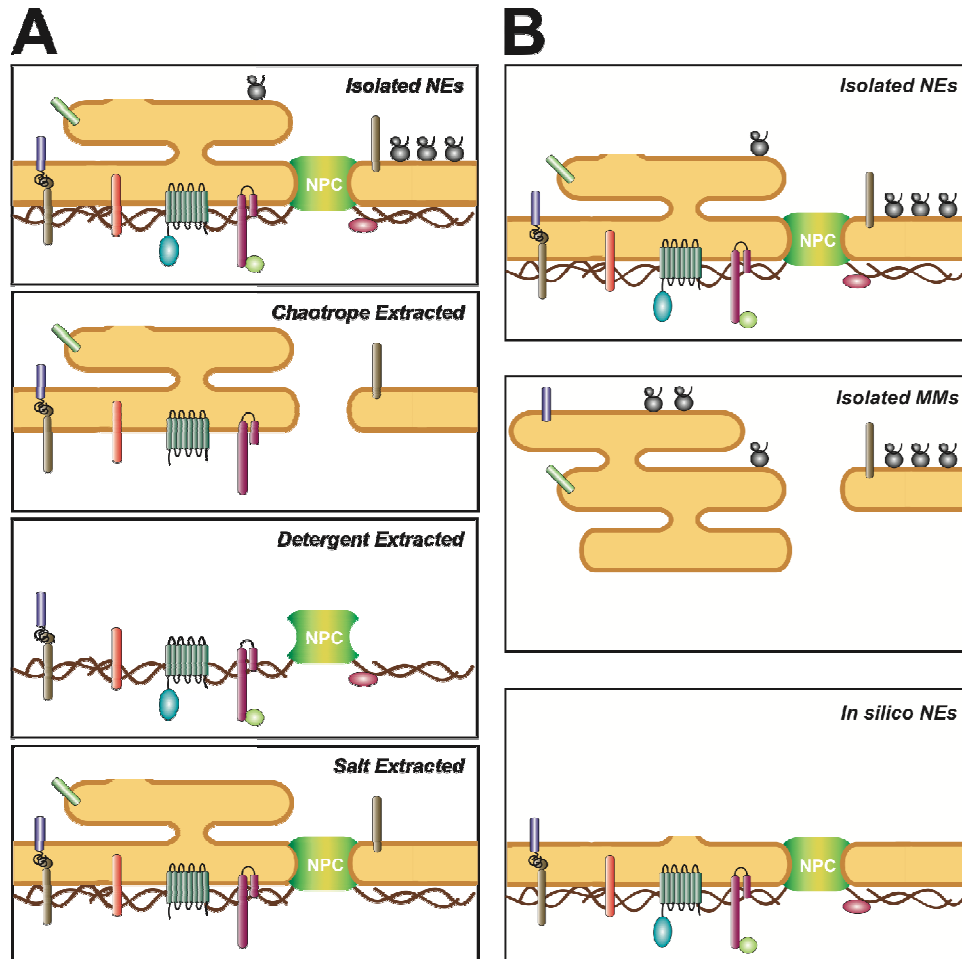 A
Isolated NEs
NPC
Chaotrope Extracted
Detergent Extracted
NPC
Salt Extracted
NPC
B
Isolated NEs
NPC
Isolated MMs
In silico NEs
NPC